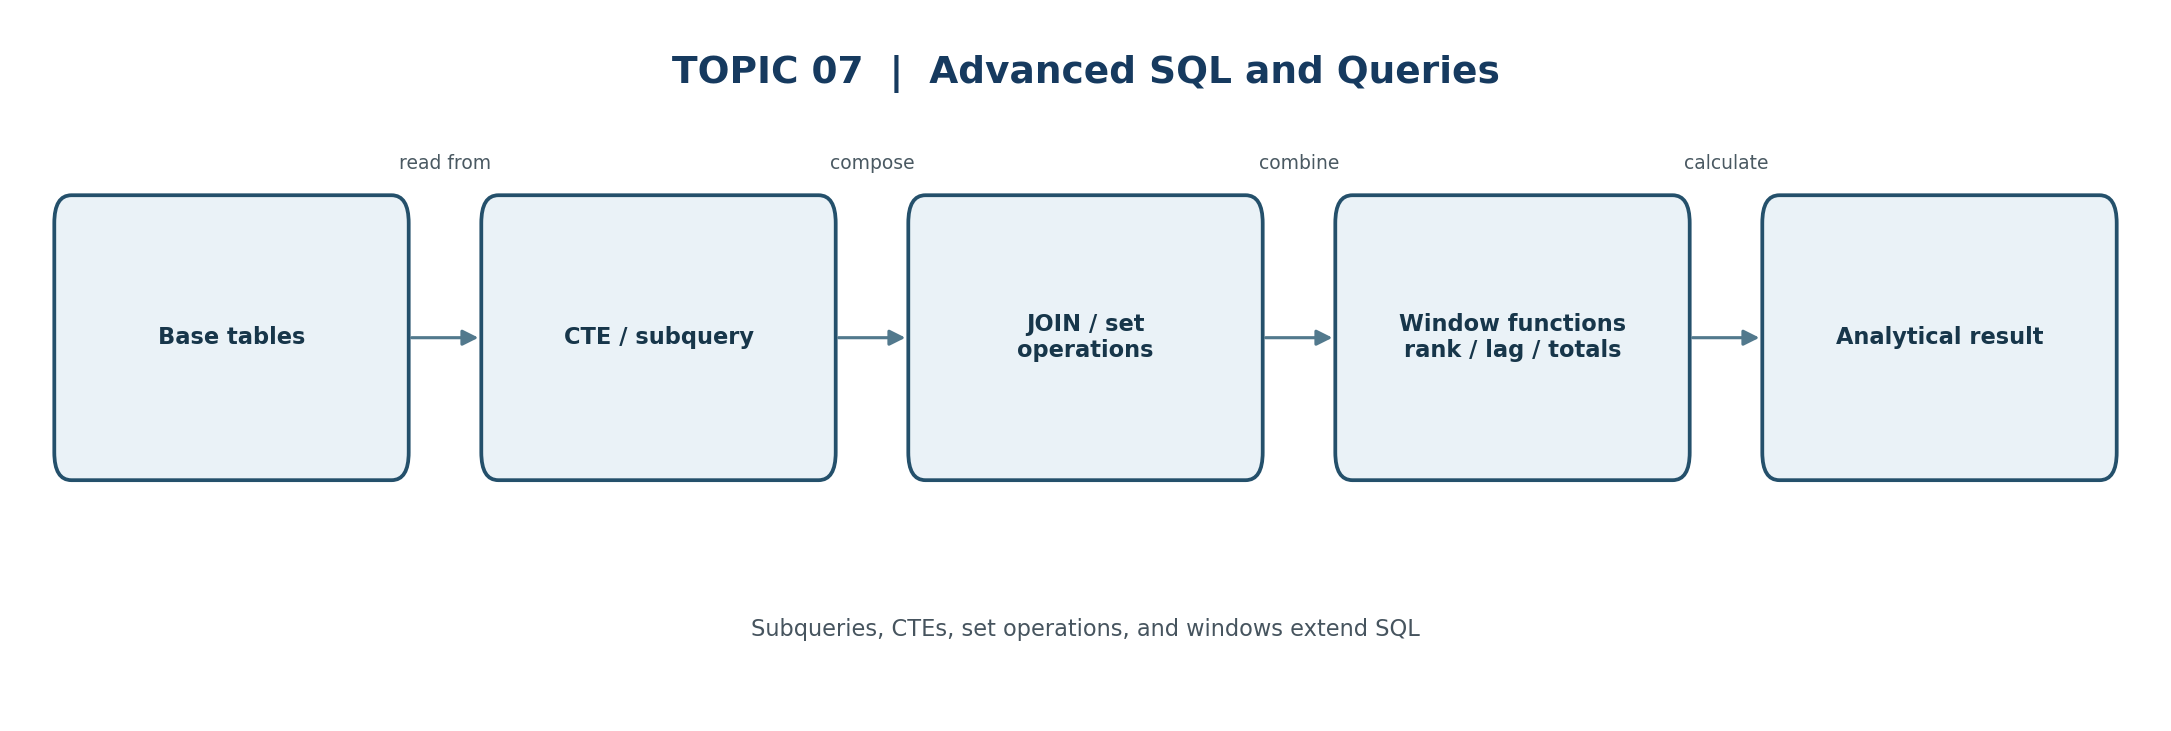 TOPIC 07 | Advanced SQL and Queries
read from
compose
combine
calculate
Base tables
CTE / subquery
JOIN / set
operations
Window functions
rank / lag / totals
Analytical result
Subqueries, CTEs, set operations, and windows extend SQL